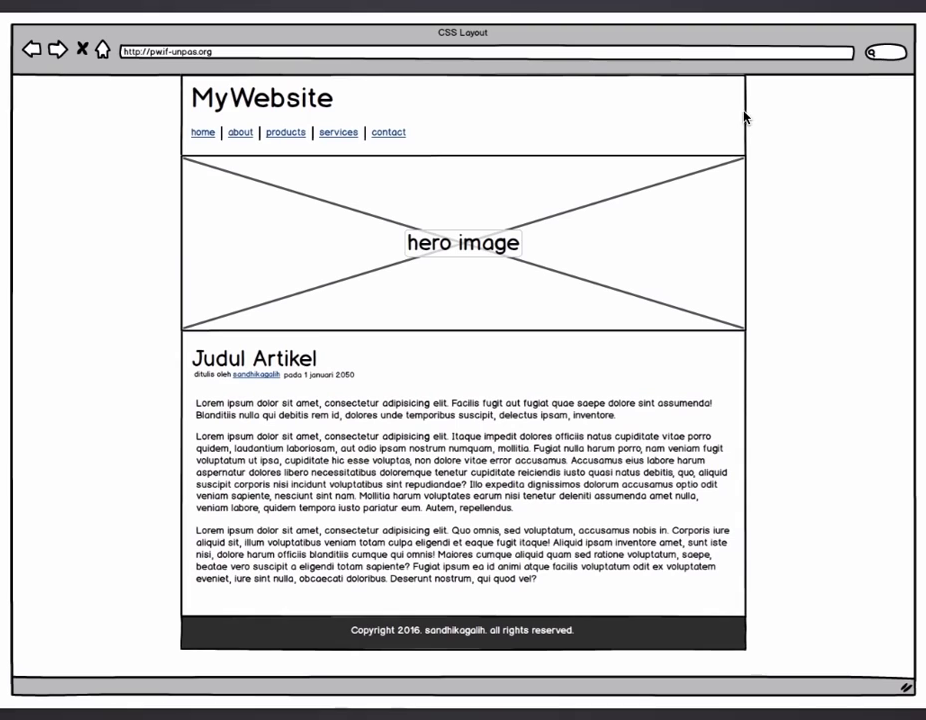 CSS Layout
http://pwif-unpas.org
MyWebsite
home | about | products | services | contact
hero image
Judul Artikel
ditulis oleh sandhikagalih pada 1 januari 2050
Lorem ipsum dolor sit amet, consectetur adipisicing elit. Facilis fugit aut fugiat quae saepe dolore sint assumenda!
Blanditiis nulla qui debitis rem id, dolores unde temporibus suscipit, delectus ipsam, inventore.
Lorem ipsum dolor sit amet, consectetur adipisicing elit. Itaque impedit dolores officiis natus cupiditate vitae porro
quidem, laudantium laboriosam, aut odio ipsam nostrum numquam, mollitia. Fugiat nulla harum porro, nam veniam fugit
voluptatum ut ipsa, cupiditate hic esse voluptas, non dolore vitae error accusamus. Accusamus eius labore harum
aspernatur dolores libero necessitatibus doloremque tenetur cupiditate reiciendis iusto quasi natus debitis, quo, aliquid
suscipit corporis nisi incidunt voluptatibus sint repudiandae? Illo expedita dignissimos dolorum accusamus optio odit
veniam sapiente, nesciunt sint nam. Mollitia harum voluptates earum nisi tenetur deleniti assumenda amet nulla,
veniam labore, quidem tempora iusto pariatur eum. Autem, repellendus.
Lorem ipsum dolor sit amet, consectetur adipisicing elit. Quo omnis, sed voluptatum, accusamus nobis in. Corporis iure
aliquid sit, illum voluptatibus veniam totam culpa eligendi et eaque fugit itaque! Aliquid ipsam inventore amet, sunt iste
nisi, dolore harum officiis blanditiis cumque qui omnis! Maiores cumque aliquid quam sed ratione voluptatum, saepe,
beatae vero suscipit a eligendi totam sapiente? Fugiat ipsum ea id animi atque facilis voluptatum odit ex voluptatem
eveniet, iure sint nulla, obcaecati doloribus. Deserunt nostrum, qui quod vel?
Copyright 2016. sandhikagalih. all rights reserved.